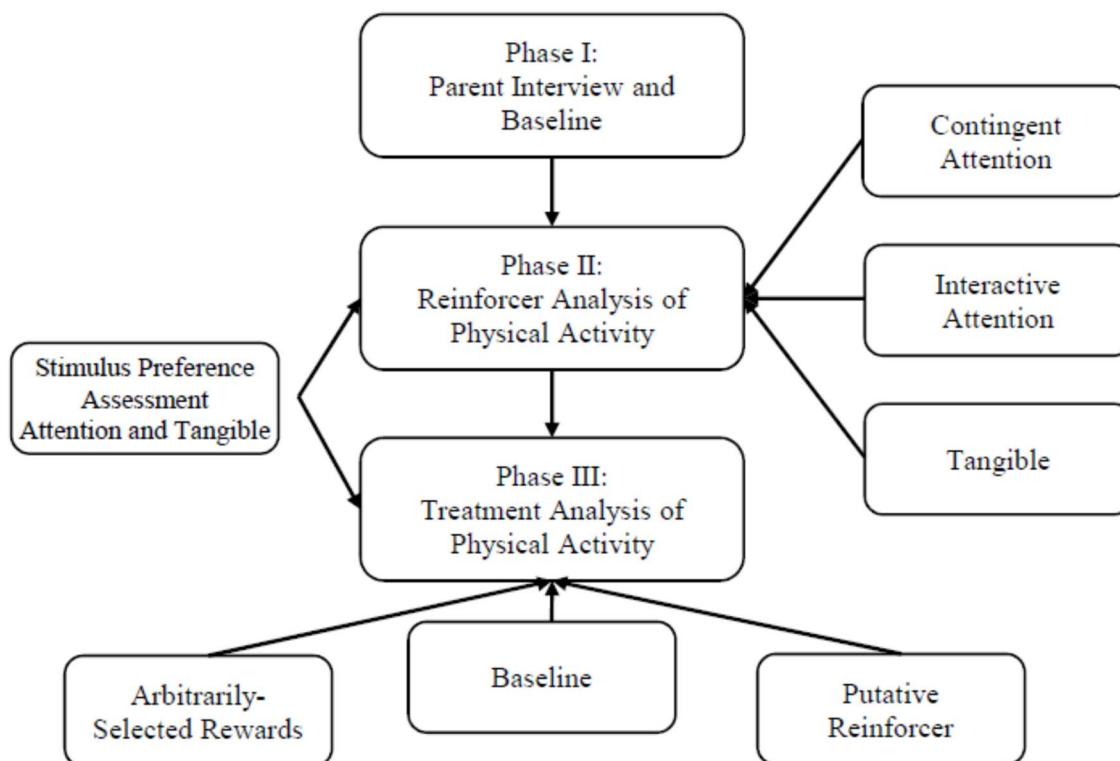 Phase I:
Parent Interview and
Baseline
Contingent
Attention
Phase II:
Reinforcer Analysis of
Physical Activity
Interactive
Attention
Stimulus Preference
Assessment
Attention and Tangible
Tangible
Phase III:
Treatment Analysis of
Physical Activity
Arbitrarily-
Selected Rewards
Baseline
Putative
Reinforcer